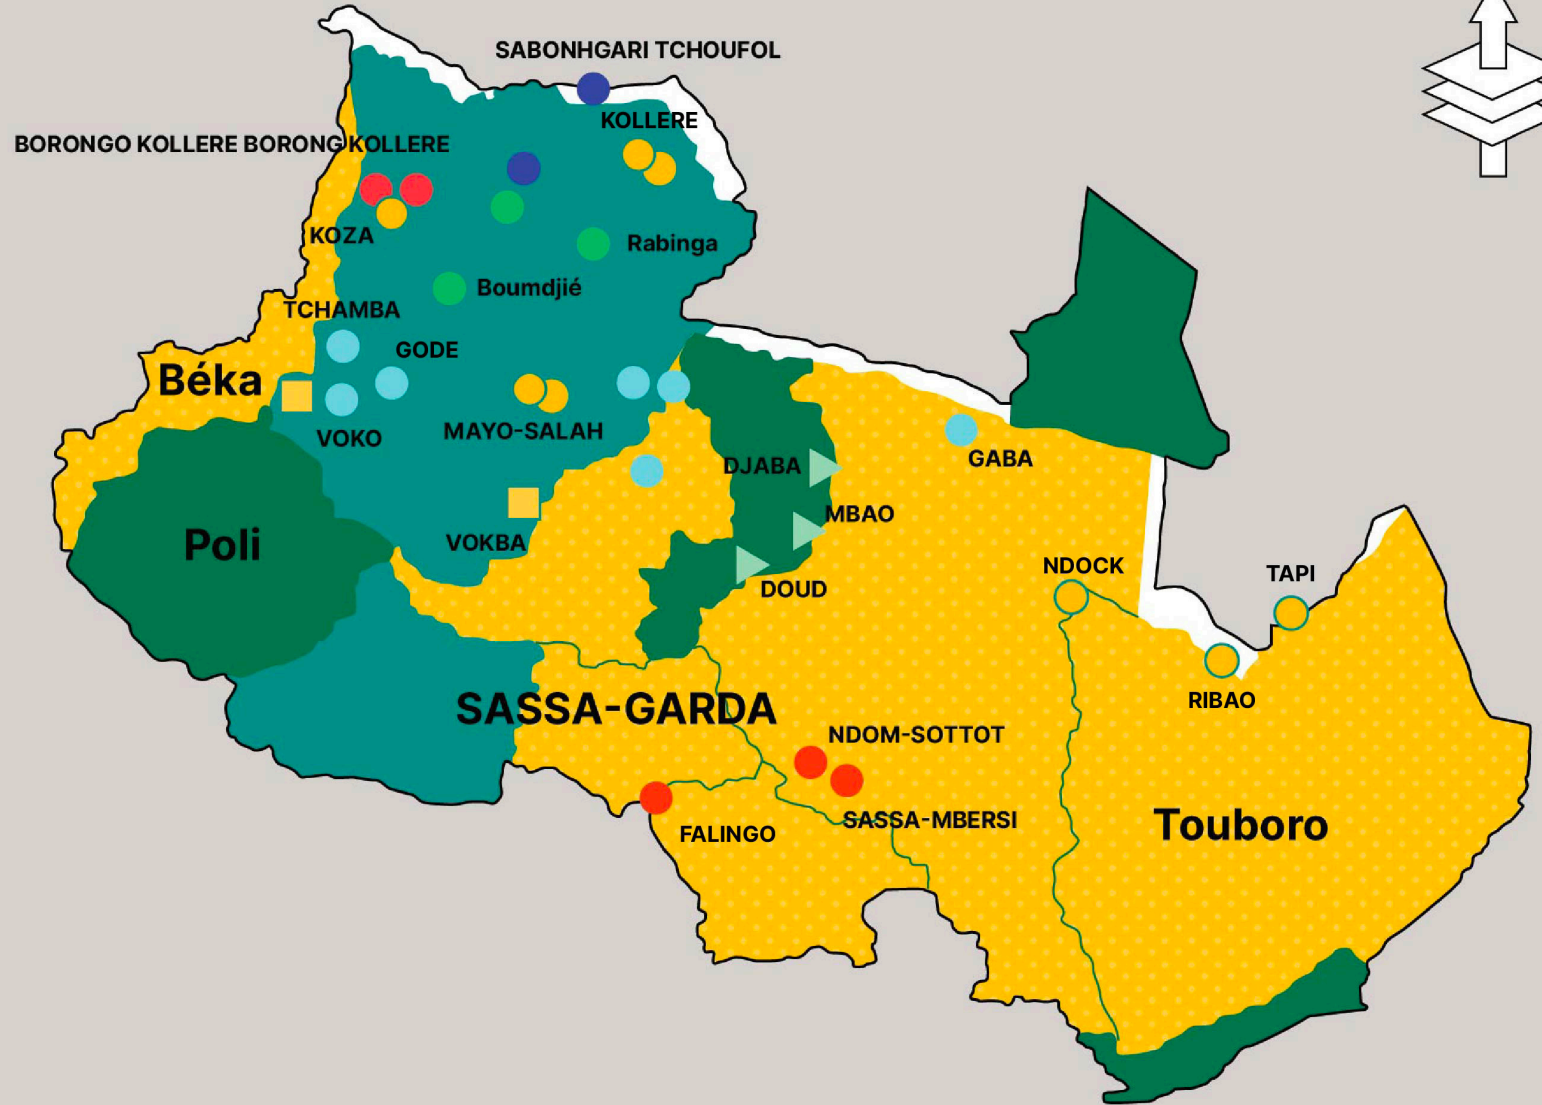 SABONHGARI TCHOUFOL
KOLLERE
BORONGO KOLLERE BORONG KOLLERE
KOZA
Rabinga
Boumdjié
TCHAMBA
GODE
Béka
VOKO
MAYO-SALAH
GABA
DJABA
MBAO
VOKBA
Poli
DOUD
NDOCK
TAPI
RIBAO
SASSA-GARDA
NDOM-SOTTOT
SASSA-MBERSI
FALINGO
Touboro